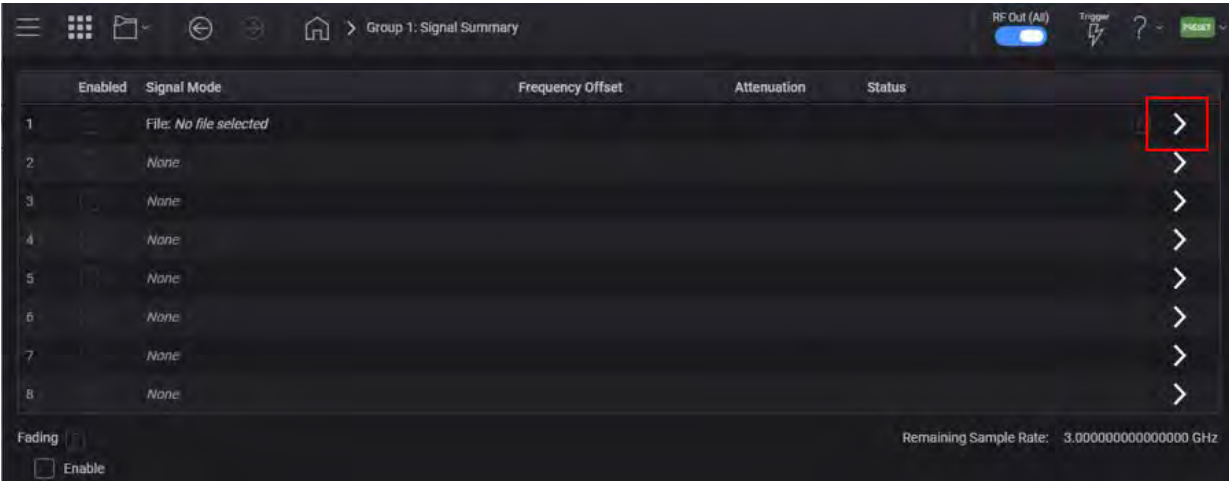 RF Out (All) Trigger
Group 1: Signal Summary ? PRESET
Enabled Signal Mode Frequency Offset Attenuation Status
1 File: No file selected
2 None
3 None
4 None
5 None
6 None
7 None
8 None
Fading Remaining Sample Rate: 3.000000000000000 GHz
Enable